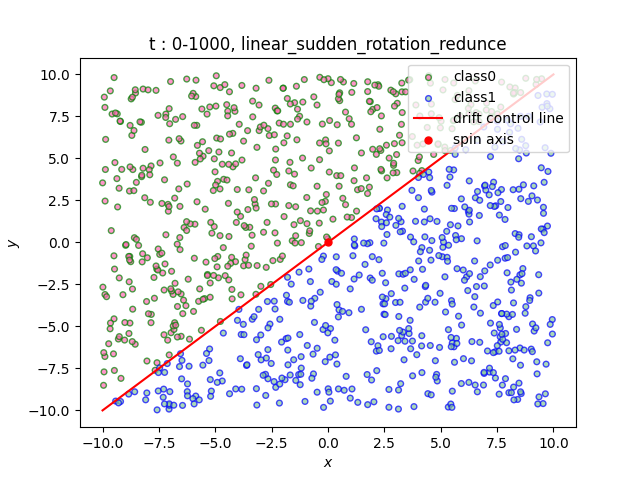 t : 0-1000, linear_sudden_rotation_redunce
class0
class1
drift control line
spin axis
y
10.0
7.5
5.0
2.5
0.0
−2.5
−5.0
−7.5
−10.0
−10.0 −7.5 −5.0 −2.5 0.0 2.5 5.0 7.5 10.0
x